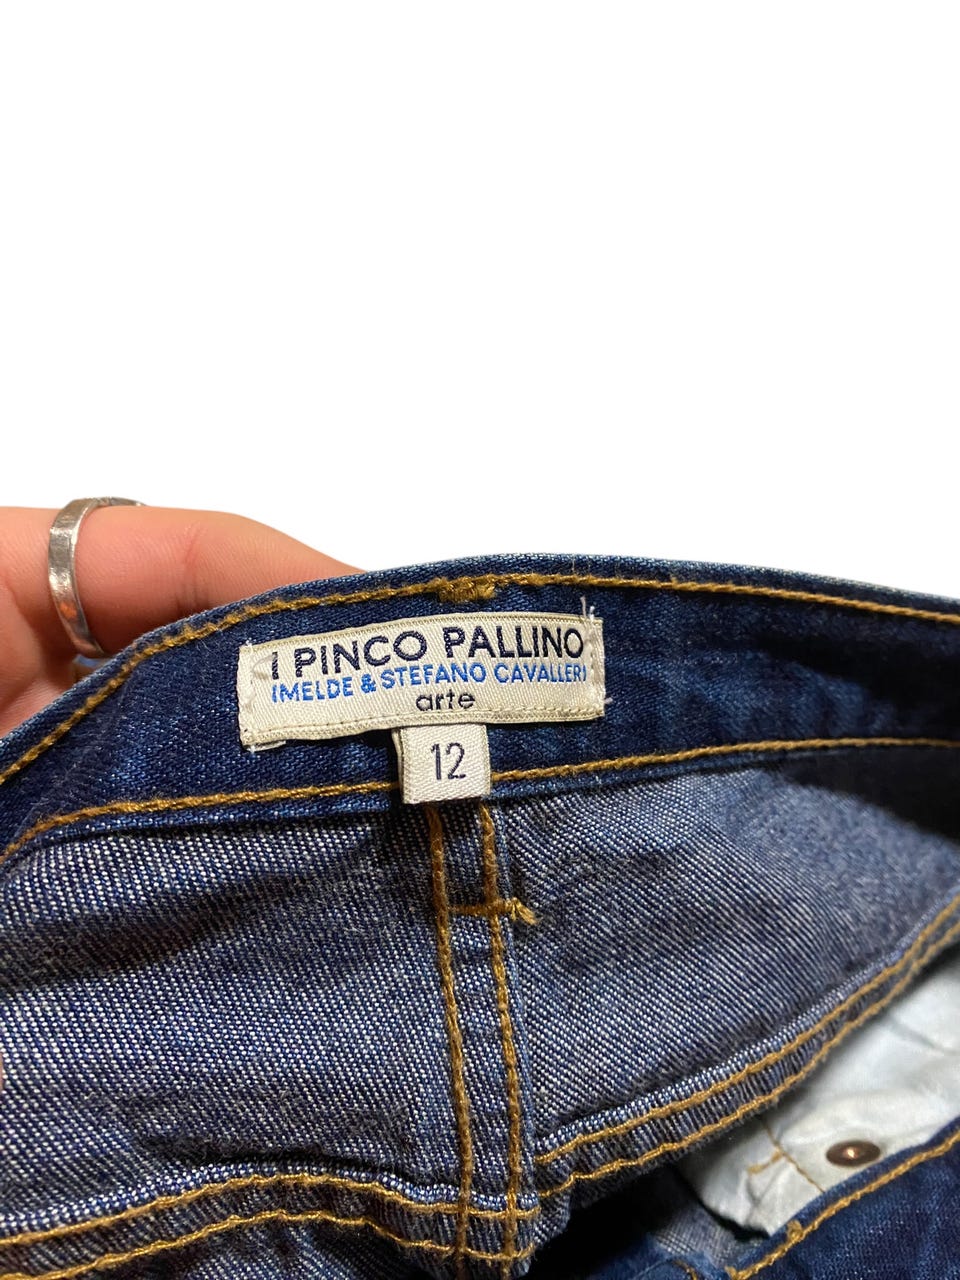 I PINCO PALLINO
IMELDE & STEFANO CAVALLERI
arte
12